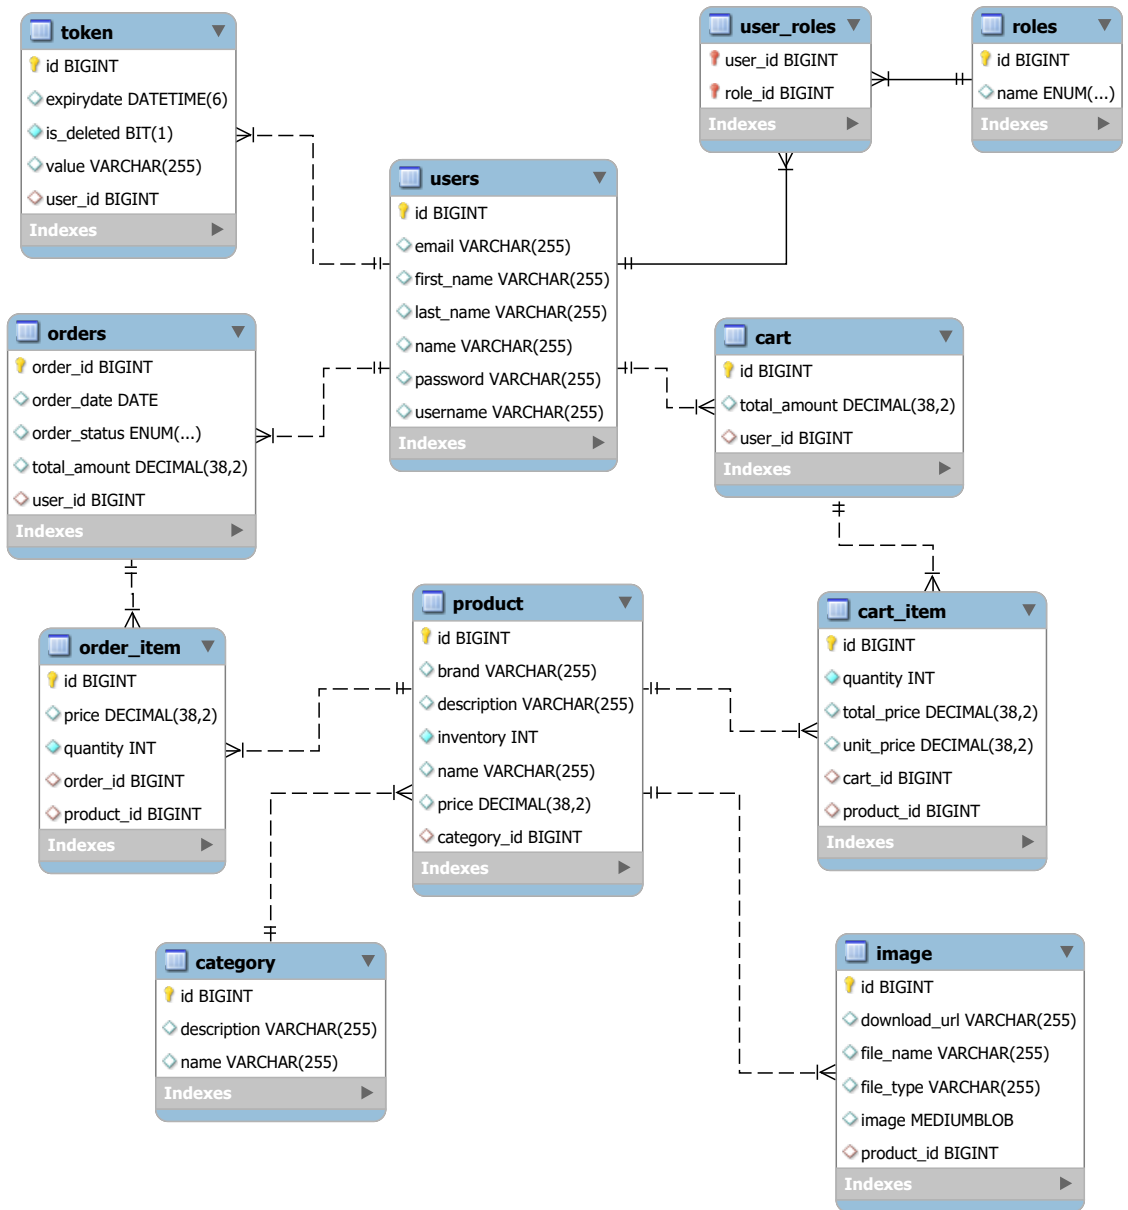 token
id BIGINT
expirydate DATETIME(6)
is_deleted BIT(1)
value VARCHAR(255)
user_id BIGINT
Indexes
user_roles
user_id BIGINT
role_id BIGINT
Indexes
roles
id BIGINT
name ENUM(...)
Indexes
users
id BIGINT
email VARCHAR(255)
first_name VARCHAR(255)
last_name VARCHAR(255)
name VARCHAR(255)
password VARCHAR(255)
username VARCHAR(255)
Indexes
orders
order_id BIGINT
order_date DATE
order_status ENUM(...)
total_amount DECIMAL(38,2)
user_id BIGINT
Indexes
cart
id BIGINT
total_amount DECIMAL(38,2)
user_id BIGINT
Indexes
order_item
id BIGINT
price DECIMAL(38,2)
quantity INT
order_id BIGINT
product_id BIGINT
Indexes
product
id BIGINT
brand VARCHAR(255)
description VARCHAR(255)
inventory INT
name VARCHAR(255)
price DECIMAL(38,2)
category_id BIGINT
Indexes
cart_item
id BIGINT
quantity INT
total_price DECIMAL(38,2)
unit_price DECIMAL(38,2)
cart_id BIGINT
product_id BIGINT
Indexes
category
id BIGINT
description VARCHAR(255)
name VARCHAR(255)
Indexes
image
id BIGINT
download_url VARCHAR(255)
file_name VARCHAR(255)
file_type VARCHAR(255)
image MEDIUMBLOB
product_id BIGINT
Indexes